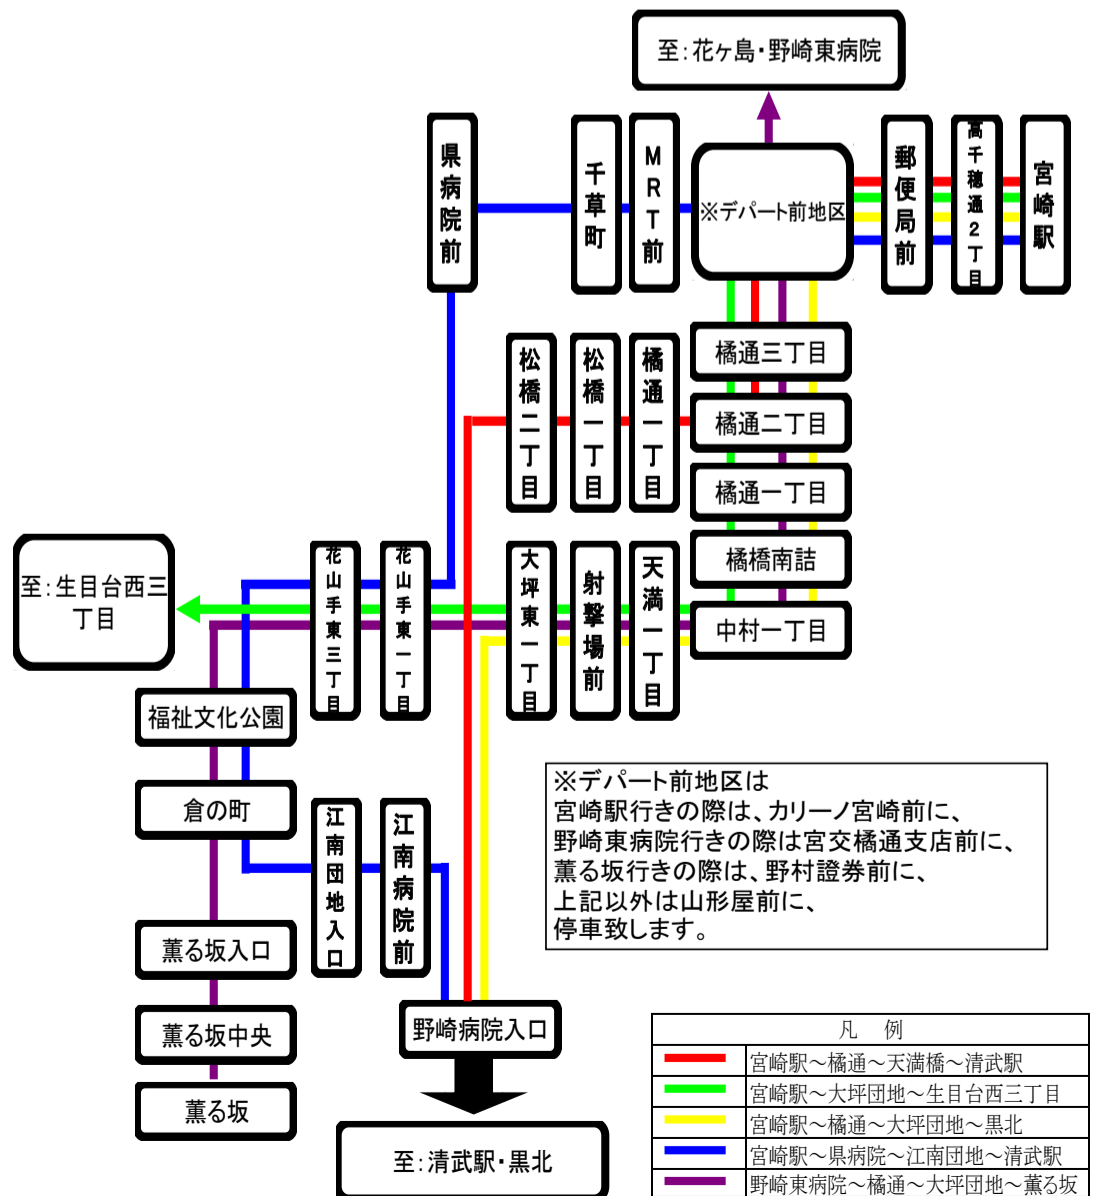 至:花ヶ島・野崎東病院
県病院前
千草町
MRT前
※デパート前地区
郵便局前
高千穂通2丁目
宮崎駅
橘通三丁目
松橋二丁目
松橋一丁目
橘通一丁目
橘通二丁目
橘通一丁目
橘橋南詰
至:生目台西三
丁目
花山手東三丁目
花山手東一丁目
大坪東一丁目
射撃場前
天満一丁目
中村一丁目
福祉文化公園
倉の町
江南団地入口
江南病院前
※デパート前地区は
宮崎駅行きの際は、カリーノ宮崎前に、
野崎東病院行きの際は宮交橘通支店前に、
薫る坂行きの際は、野村證券前に、
上記以外は山形屋前に、
停車致します。
薫る坂入口
薫る坂中央
薫る坂
野崎病院入口
至:清武駅・黒北
凡 例
宮崎駅~橘通~天満橋~清武駅
宮崎駅~大坪団地~生目台西三丁目
宮崎駅~橘通~大坪団地~黒北
宮崎駅~県病院~江南団地~清武駅
野崎東病院~橘通~大坪団地~薫る坂